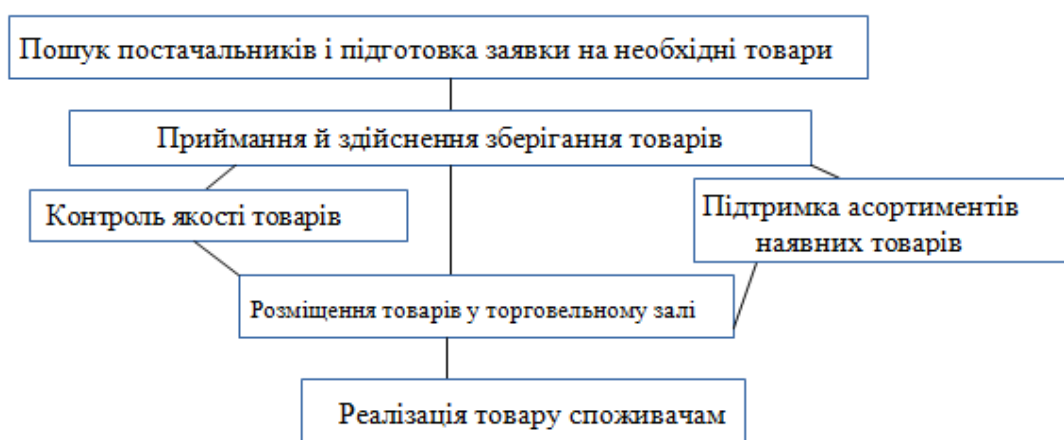 Пошук постачальників і підготовка заявки на необхідні товари
Приймання й здійснення зберігання товарів
Контроль якості товарів
Підтримка асортиментів
наявних товарів
Розміщення товарів у торговельному залі
Реалізація товару споживачам